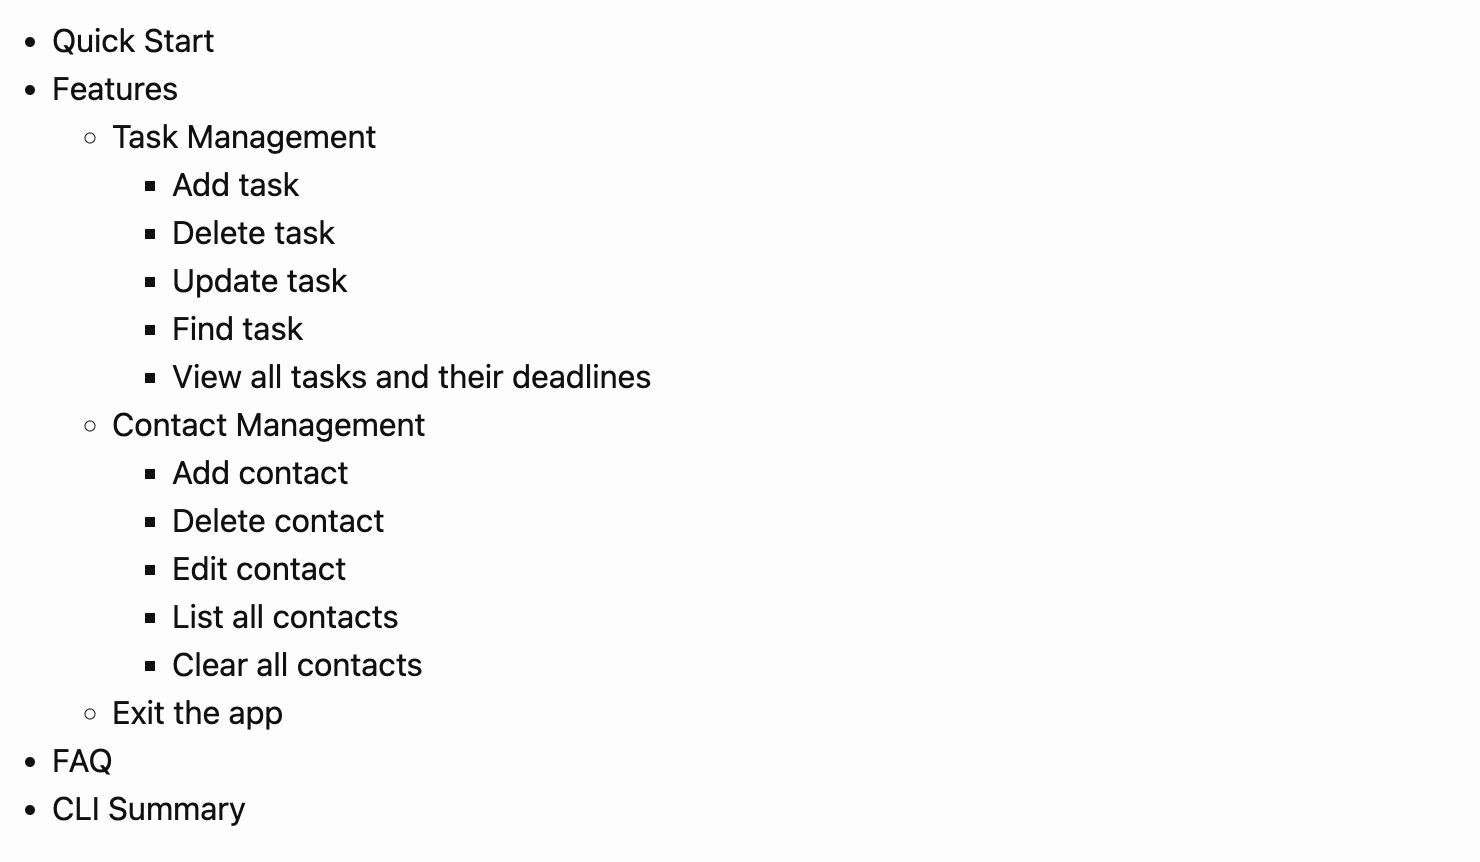 Quick Start
Features
Task Management
Add task
Delete task
Update task
Find task
View all tasks and their deadlines
Contact Management
Add contact
Delete contact
Edit contact
List all contacts
Clear all contacts
Exit the app
FAQ
CLI Summary